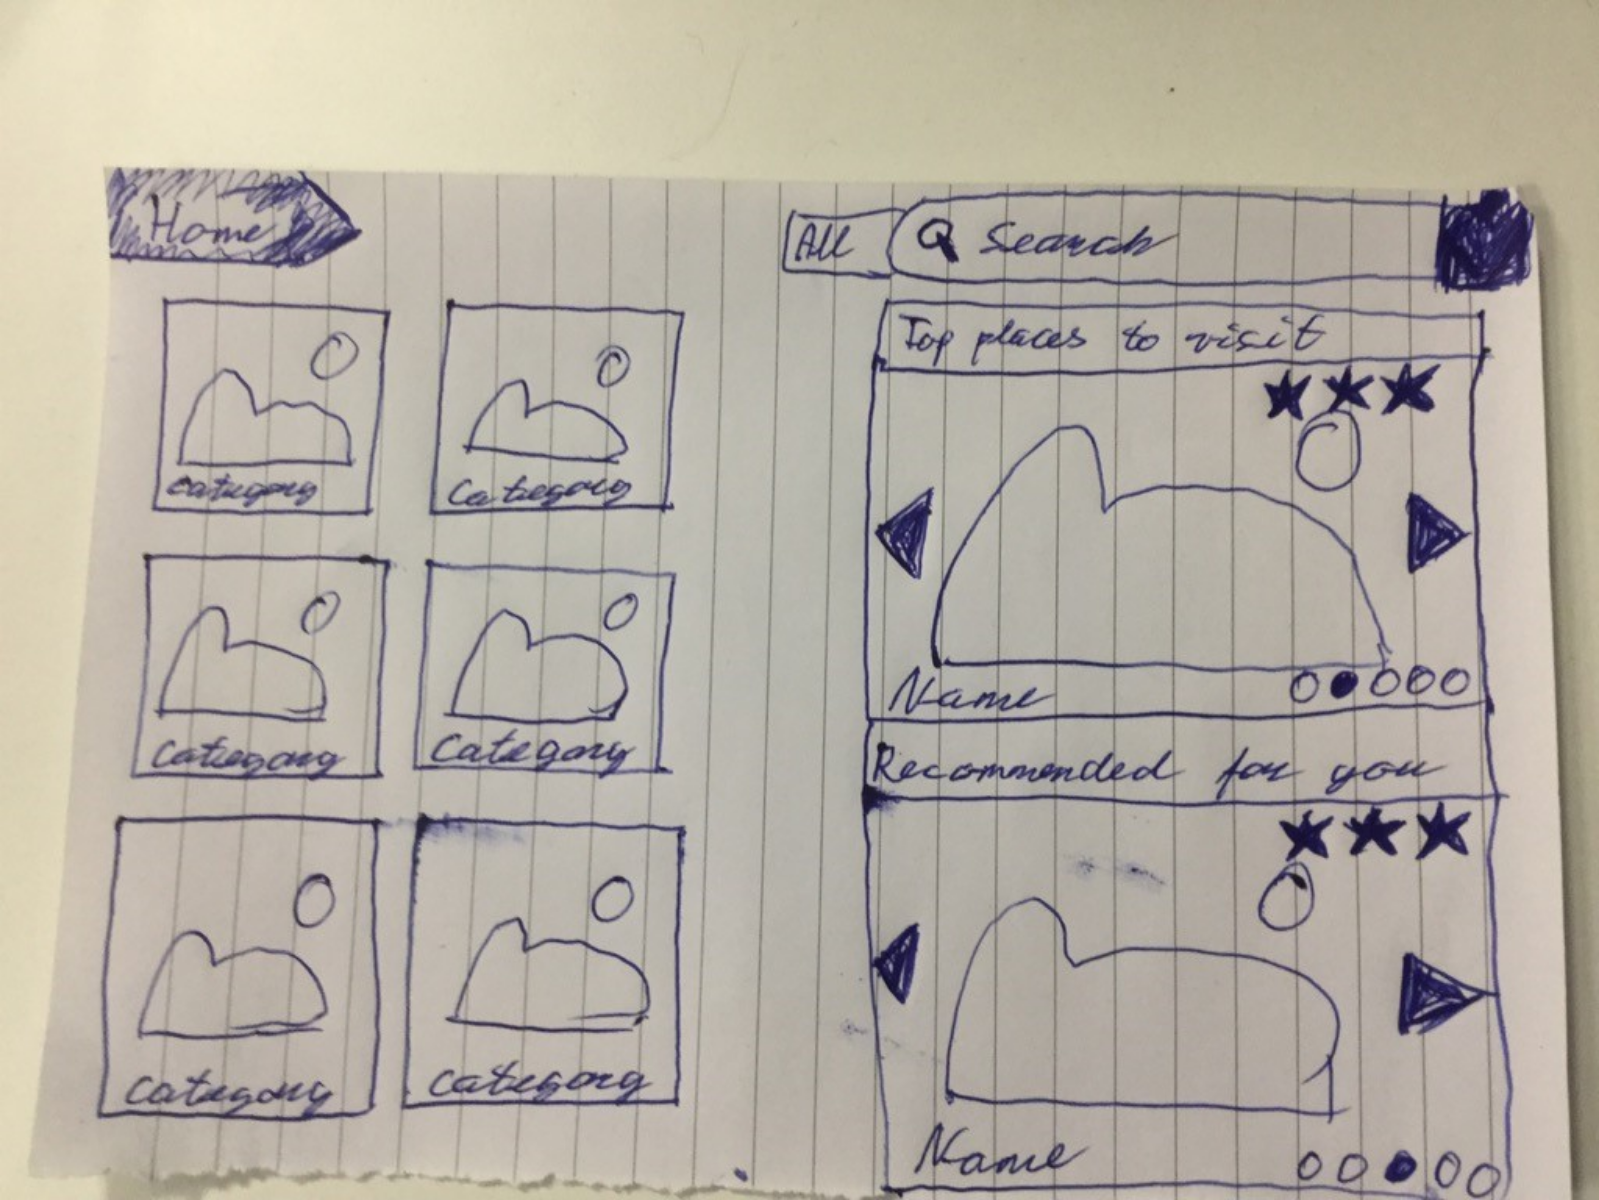 Home
All
Search
Top places to visit
Category
Category
Name
Category
Category
Recommended for you
Category
Category
Name